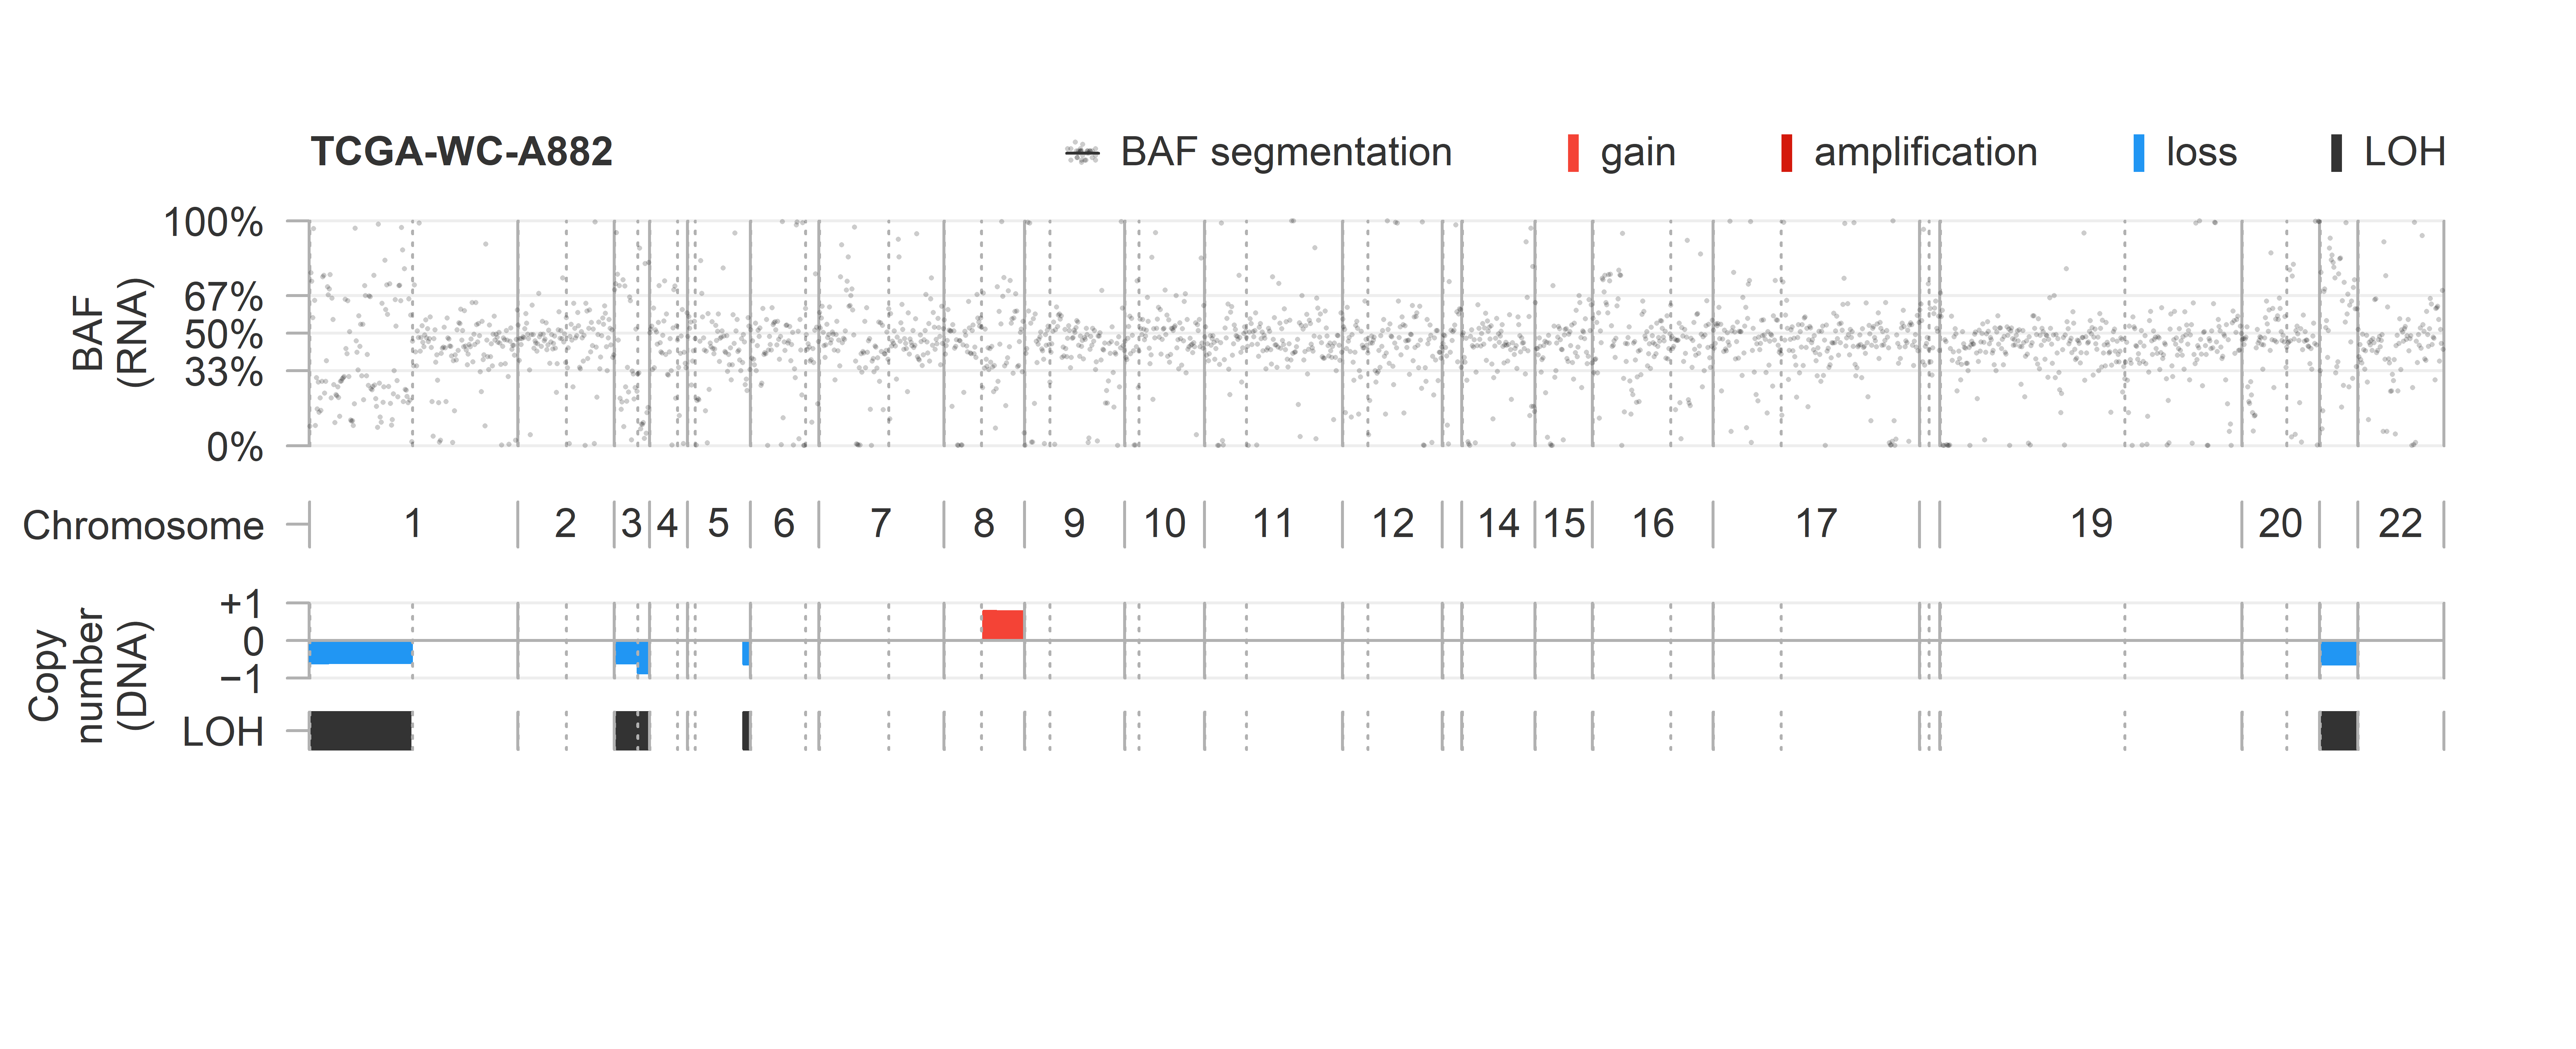 TCGA-WC-A882
BAF segmentation gain amplification loss LOH
BAF
(RNA)
100%
67%
50%
33%
0%
Chromosome 1 2 3 4 5 6 7 8 9 10 11 12 14 15 16 17 19 20 22
Copy
number
(DNA)
+1
0
−1
LOH